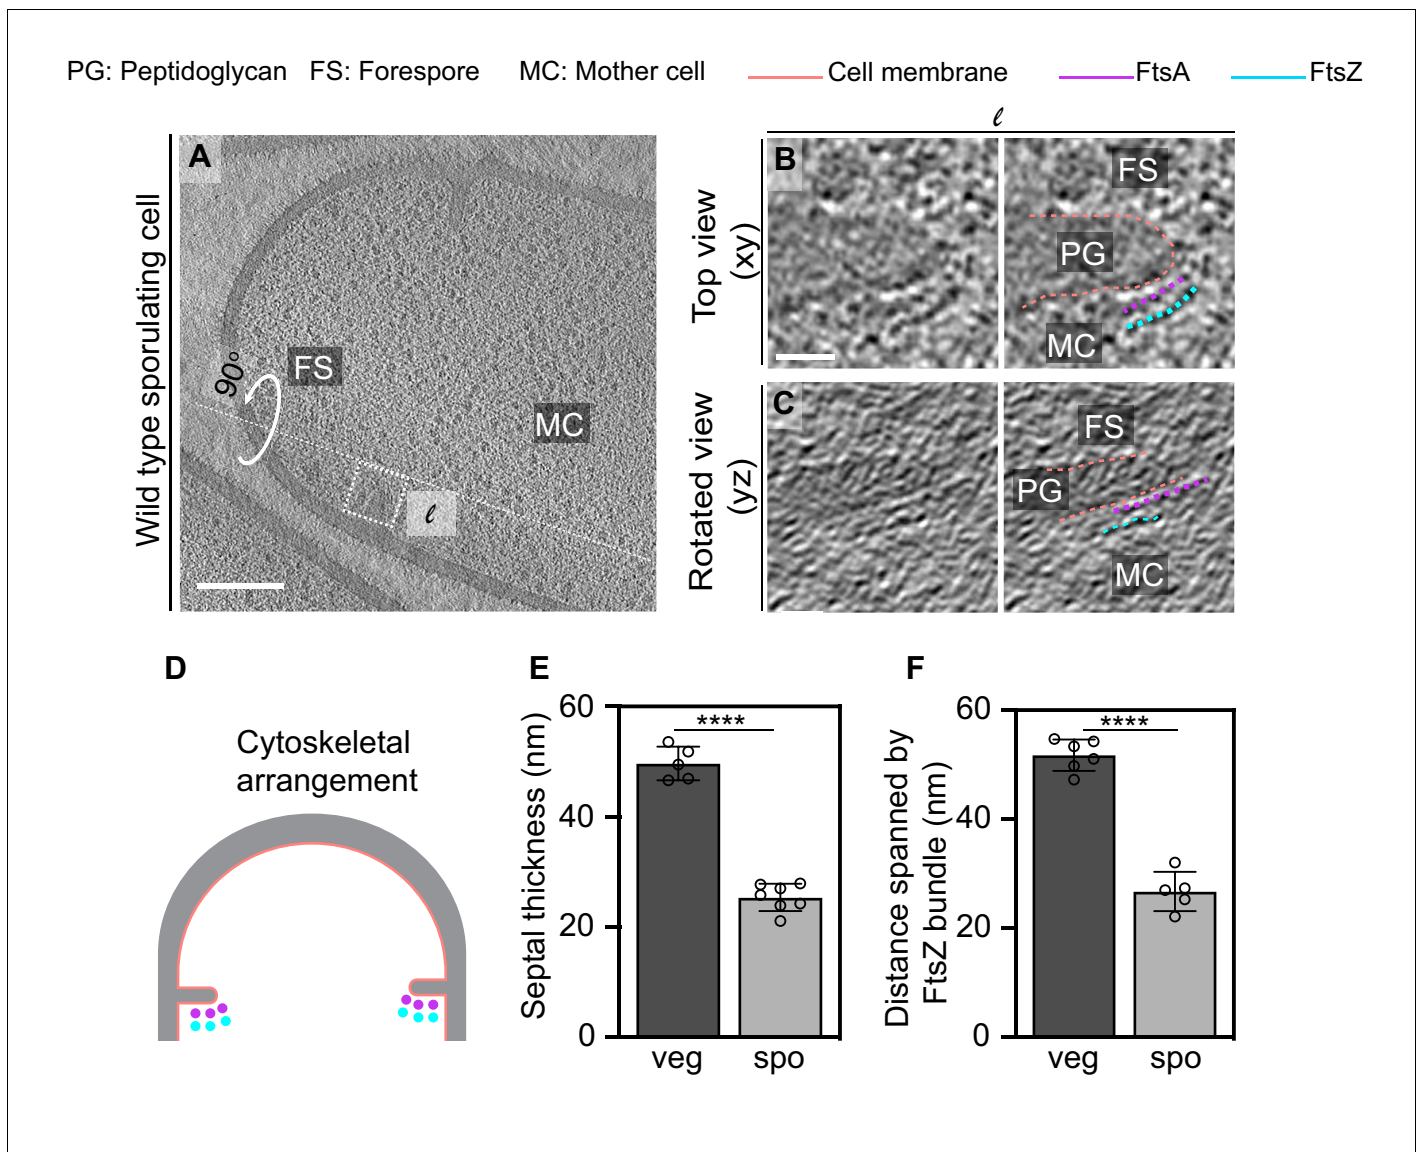 PG: Peptidoglycan FS: Forespore MC: Mother cell Cell membrane FtsA FtsZ
Wild type sporulating cell
A
90°
FS
MC
ℓ
ℓ
Top view
(xy)
B
FS
PG
MC
Rotated view
(yz)
C
FS
PG
MC
D
Cytoskeletal
arrangement
E
Septal thickness (nm)
60
40
20
0
****
veg spo
F
Distance spanned by
FtsZ bundle (nm)
60
40
20
0
****
veg spo